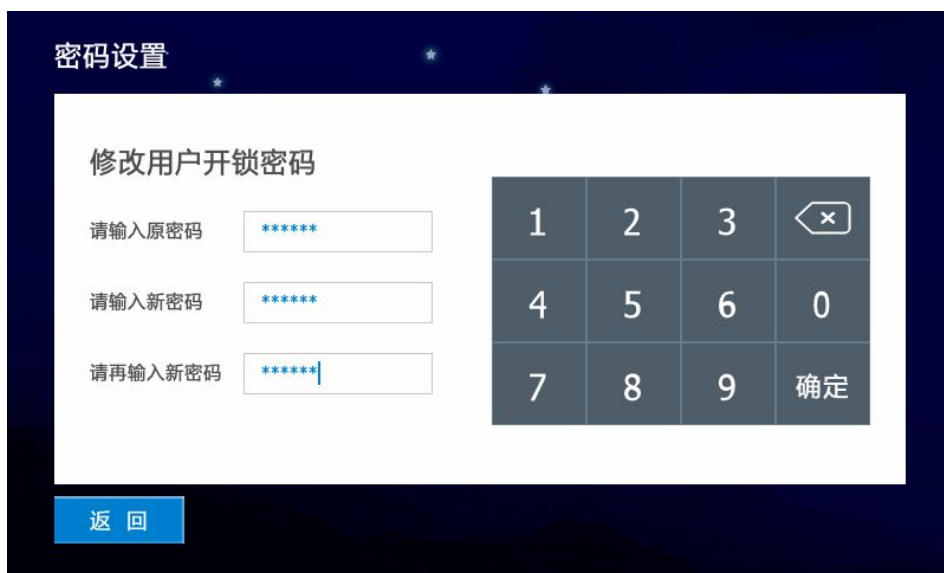 密码设置
修改用户开锁密码
请输入原密码 ******
请输入新密码 ******
请再输入新密码 ******
1 2 3
4 5 6 0
7 8 9 确定
返 回